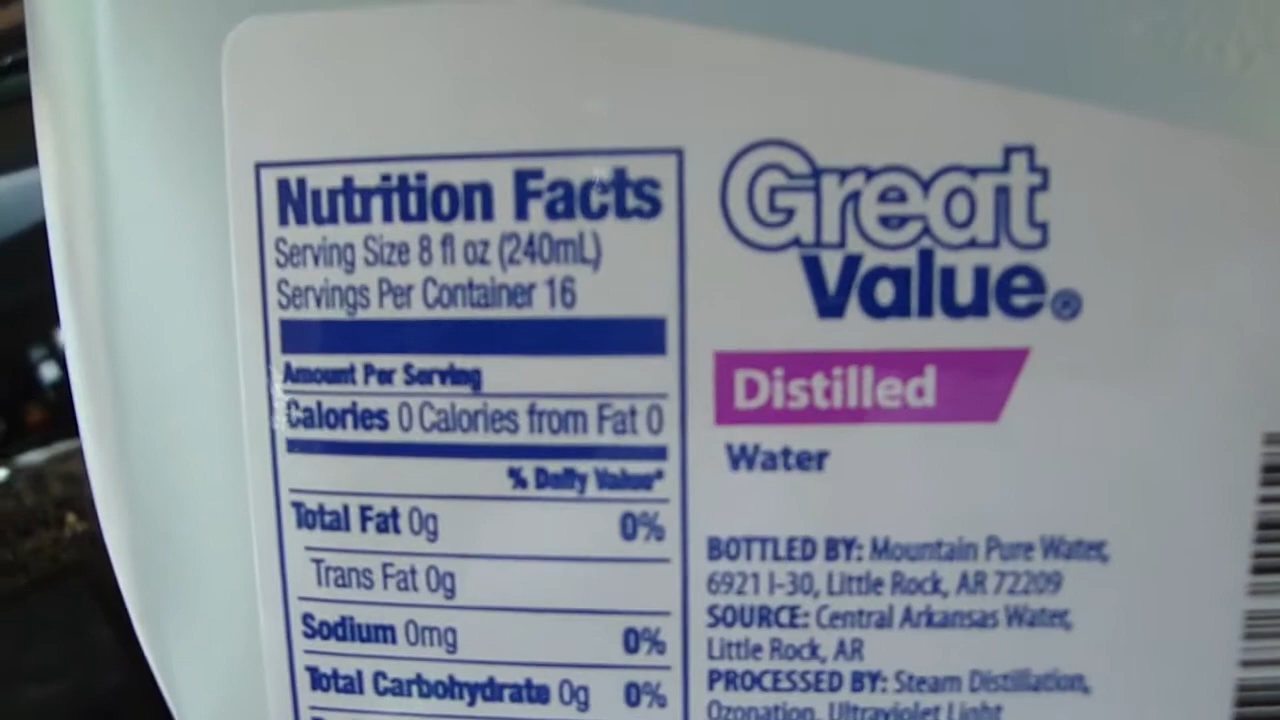 Nutrition Facts
Serving Size 8 fl oz (240mL)
Servings Per Container 16
Amount Per Serving
Calories 0 Calories from Fat 0
% Daily Value*
Total Fat 0g 0%
Trans Fat 0g
Sodium 0mg 0%
Total Carbohydrate 0g 0%
Great
Value®
Distilled
Water
BOTTLED BY: Mountain Pure Water,
6921 I-30, Little Rock, AR 72209
SOURCE: Central Arkansas Water,
Little Rock, AR
PROCESSED BY: Steam Distillation,
Ozonation, Ultraviolet Light